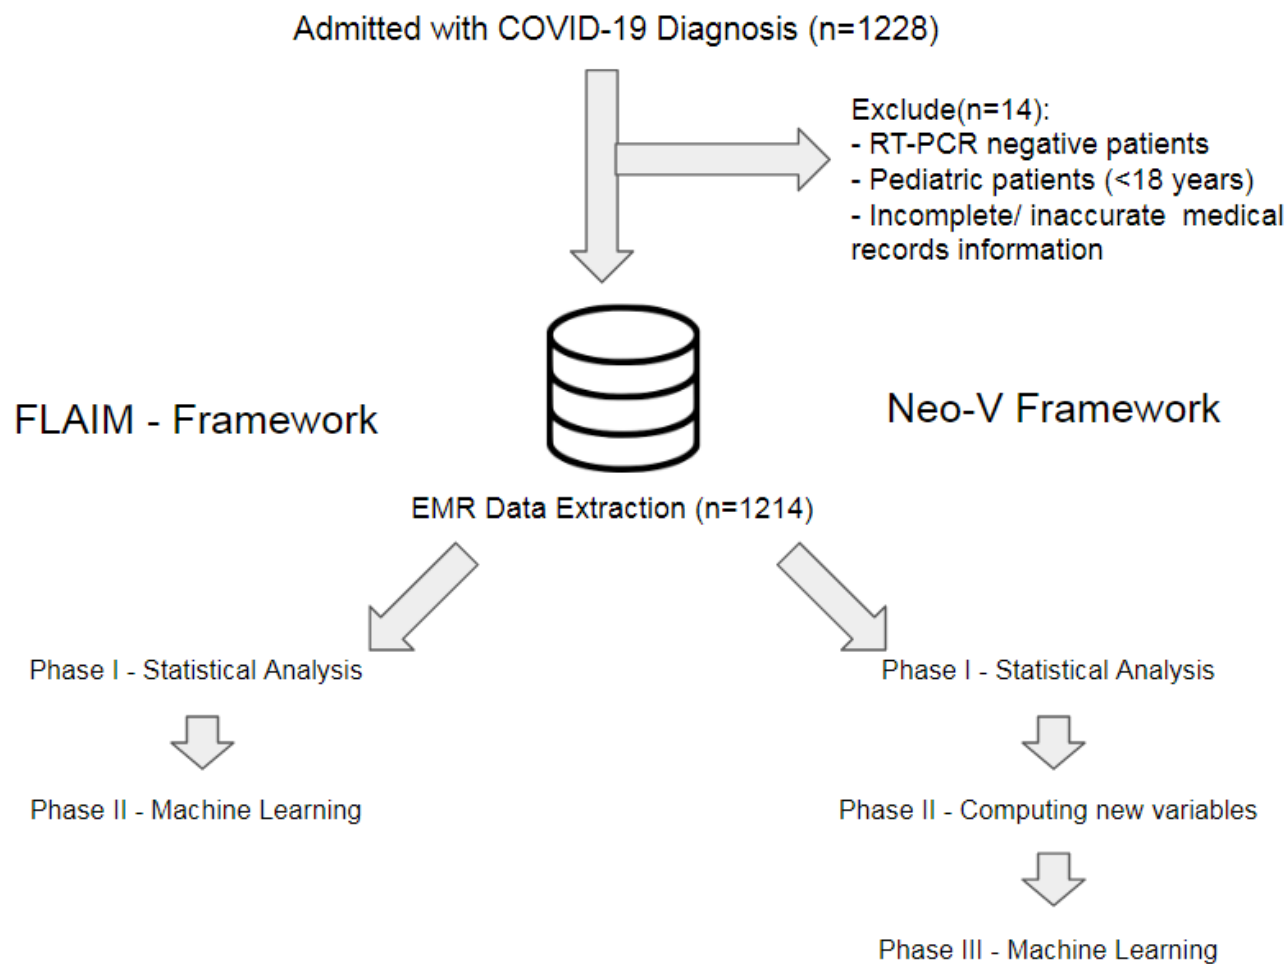 Admitted with COVID-19 Diagnosis (n=1228)
Exclude(n=14):
- RT-PCR negative patients
- Pediatric patients (<18 years)
- Incomplete/ inaccurate medical
records information
FLAIM - Framework
Neo-V Framework
EMR Data Extraction (n=1214)
Phase I - Statistical Analysis
Phase I - Statistical Analysis
Phase II - Machine Learning
Phase II - Computing new variables
Phase III - Machine Learning